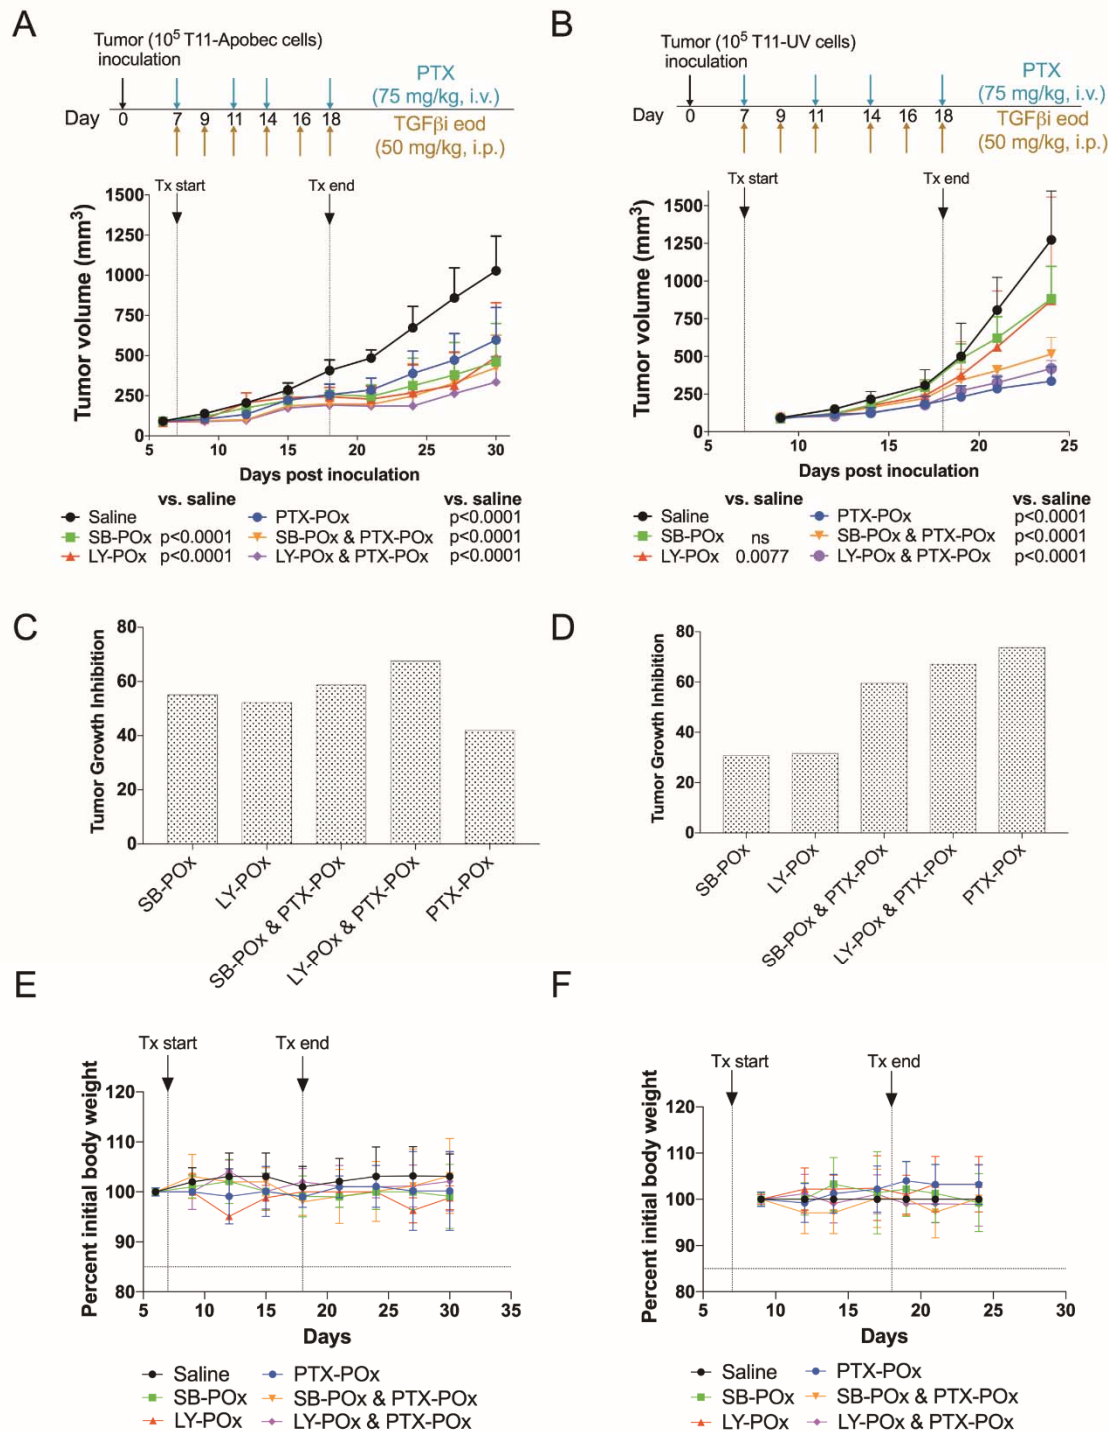 A
Tumor (10⁵ T11-Apobec cells)
inoculation
PTX
(75 mg/kg, i.v.)
Day 0 7 9 11 14 16 18
TGFβi eod
(50 mg/kg, i.p.)
Tx start Tx end
Tumor volume (mm³)
1500
1250
1000
750
500
250
0
5 10 15 20 25 30
Days post inoculation
vs. saline vs. saline
Saline PTX-POx p<0.0001
SB-POx p<0.0001 SB-POx & PTX-POx p<0.0001
LY-POx p<0.0001 LY-POx & PTX-POx p<0.0001
B
Tumor (10⁵ T11-UV cells)
inoculation
PTX
(75 mg/kg, i.v.)
Day 0 7 9 11 14 16 18
TGFβi eod
(50 mg/kg, i.p.)
Tx start Tx end
Tumor volume (mm³)
1500
1250
1000
750
500
250
0
5 10 15 20 25
Days post inoculation
vs. saline vs. saline
Saline PTX-POx p<0.0001
SB-POx ns SB-POx & PTX-POx p<0.0001
LY-POx 0.0077 LY-POx & PTX-POx p<0.0001
C
Tumor Growth Inhibition
80
60
40
20
0
SB-POx
LY-POx
SB-POx & PTX-POx
LY-POx & PTX-POx
PTX-POx
D
Tumor Growth Inhibition
80
60
40
20
0
SB-POx
LY-POx
SB-POx & PTX-POx
LY-POx & PTX-POx
PTX-POx
E
Tx start Tx end
Percent initial body weight
120
110
100
90
80
5 10 15 20 25 30 35
Days
Saline PTX-POx
SB-POx SB-POx & PTX-POx
LY-POx LY-POx & PTX-POx
F
Tx start Tx end
Percent initial body weight
120
110
100
90
80
5 10 15 20 25 30
Days
Saline PTX-POx
SB-POx SB-POx & PTX-POx
LY-POx LY-POx & PTX-POx